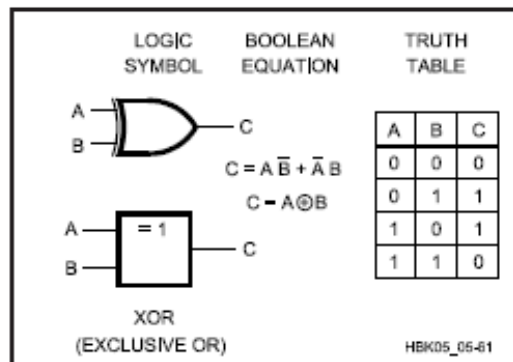 LOGIC SYMBOL
BOOLEAN EQUATION
TRUTH TABLE
A
B
C
C = A B̅ + A̅ B
C = A⊕B
A
B
= 1
C
XOR
(EXCLUSIVE OR)
A B C
0 0 0
0 1 1
1 0 1
1 1 0
HBK05_05-61